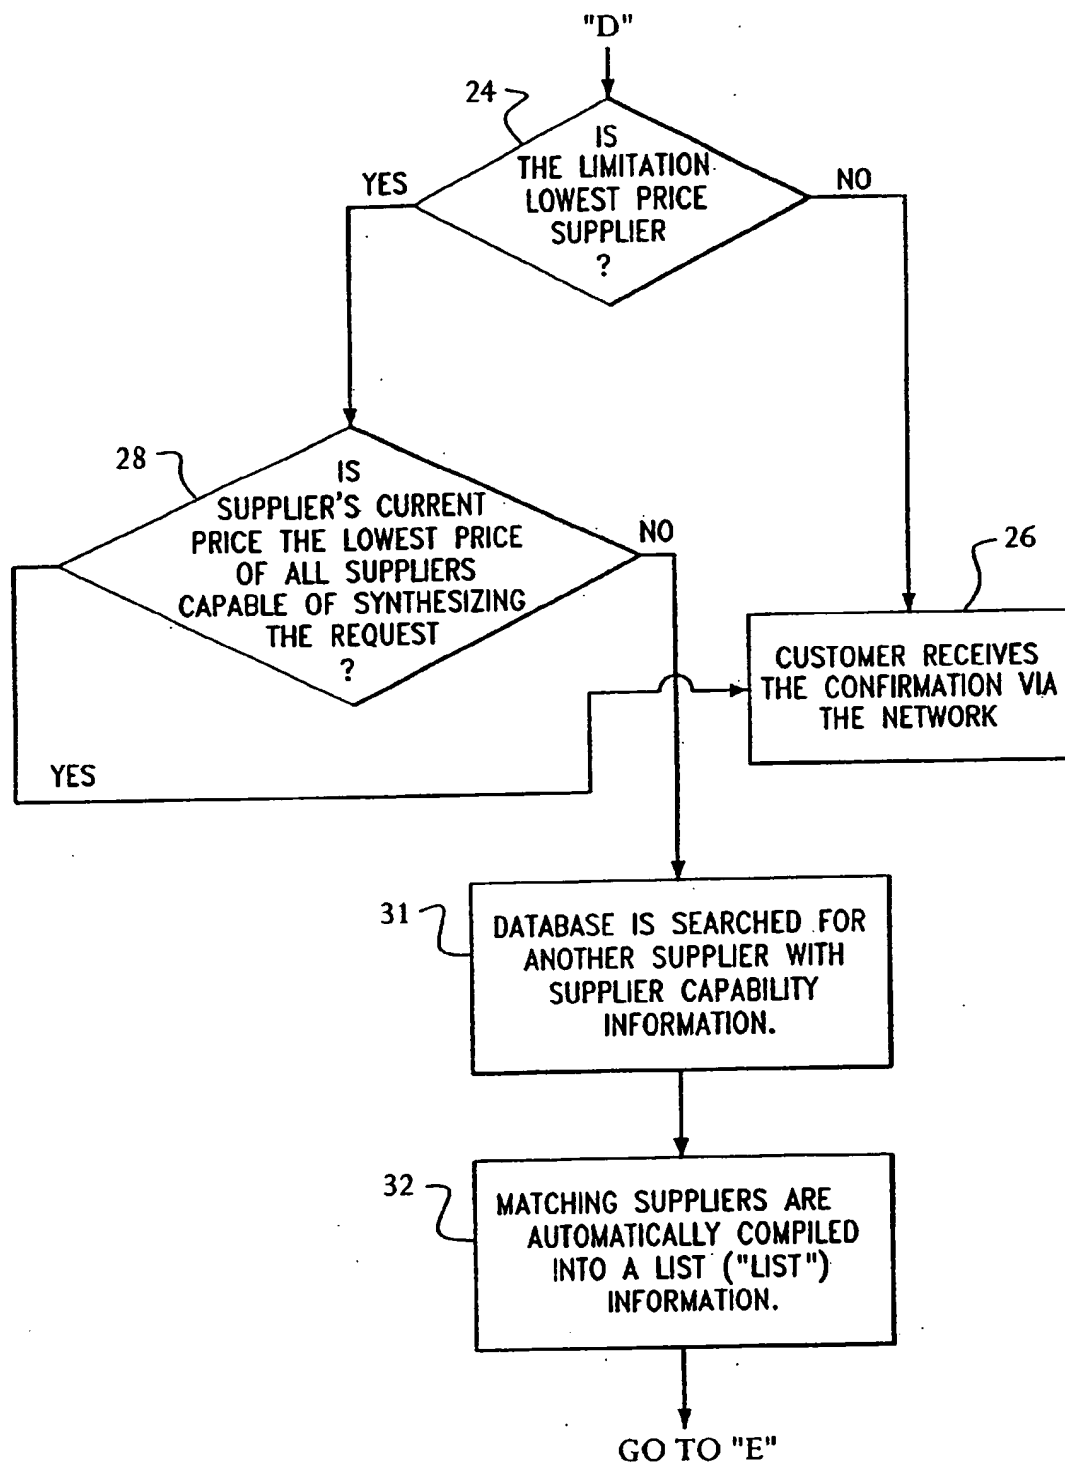 "D"
24
IS
THE LIMITATION
LOWEST PRICE
SUPPLIER
?
YES
NO
28
IS
SUPPLIER'S CURRENT
PRICE THE LOWEST PRICE
OF ALL SUPPLIERS
CAPABLE OF SYNTHESIZING
THE REQUEST
?
NO
YES
26
CUSTOMER RECEIVES
THE CONFIRMATION VIA
THE NETWORK
31
DATABASE IS SEARCHED FOR
ANOTHER SUPPLIER WITH
SUPPLIER CAPABILITY
INFORMATION.
32
MATCHING SUPPLIERS ARE
AUTOMATICALLY COMPILED
INTO A LIST ("LIST")
INFORMATION.
GO TO "E"